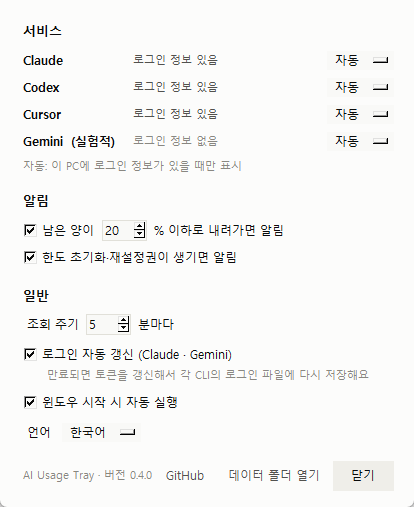 서비스
Claude 로그인 정보 있음 자동
Codex 로그인 정보 있음 자동
Cursor 로그인 정보 있음 자동
Gemini (실험적) 로그인 정보 없음 자동
자동: 이 PC에 로그인 정보가 있을 때만 표시
알림
남은 양이 20 % 이하로 내려가면 알림
한도 초기화·재설정권이 생기면 알림
일반
조회 주기 5 분마다
로그인 자동 갱신 (Claude · Gemini)
만료되면 토큰을 갱신해서 각 CLI의 로그인 파일에 다시 저장해요
윈도우 시작 시 자동 실행
언어 한국어
AI Usage Tray · 버전 0.4.0 GitHub 데이터 폴더 열기 닫기